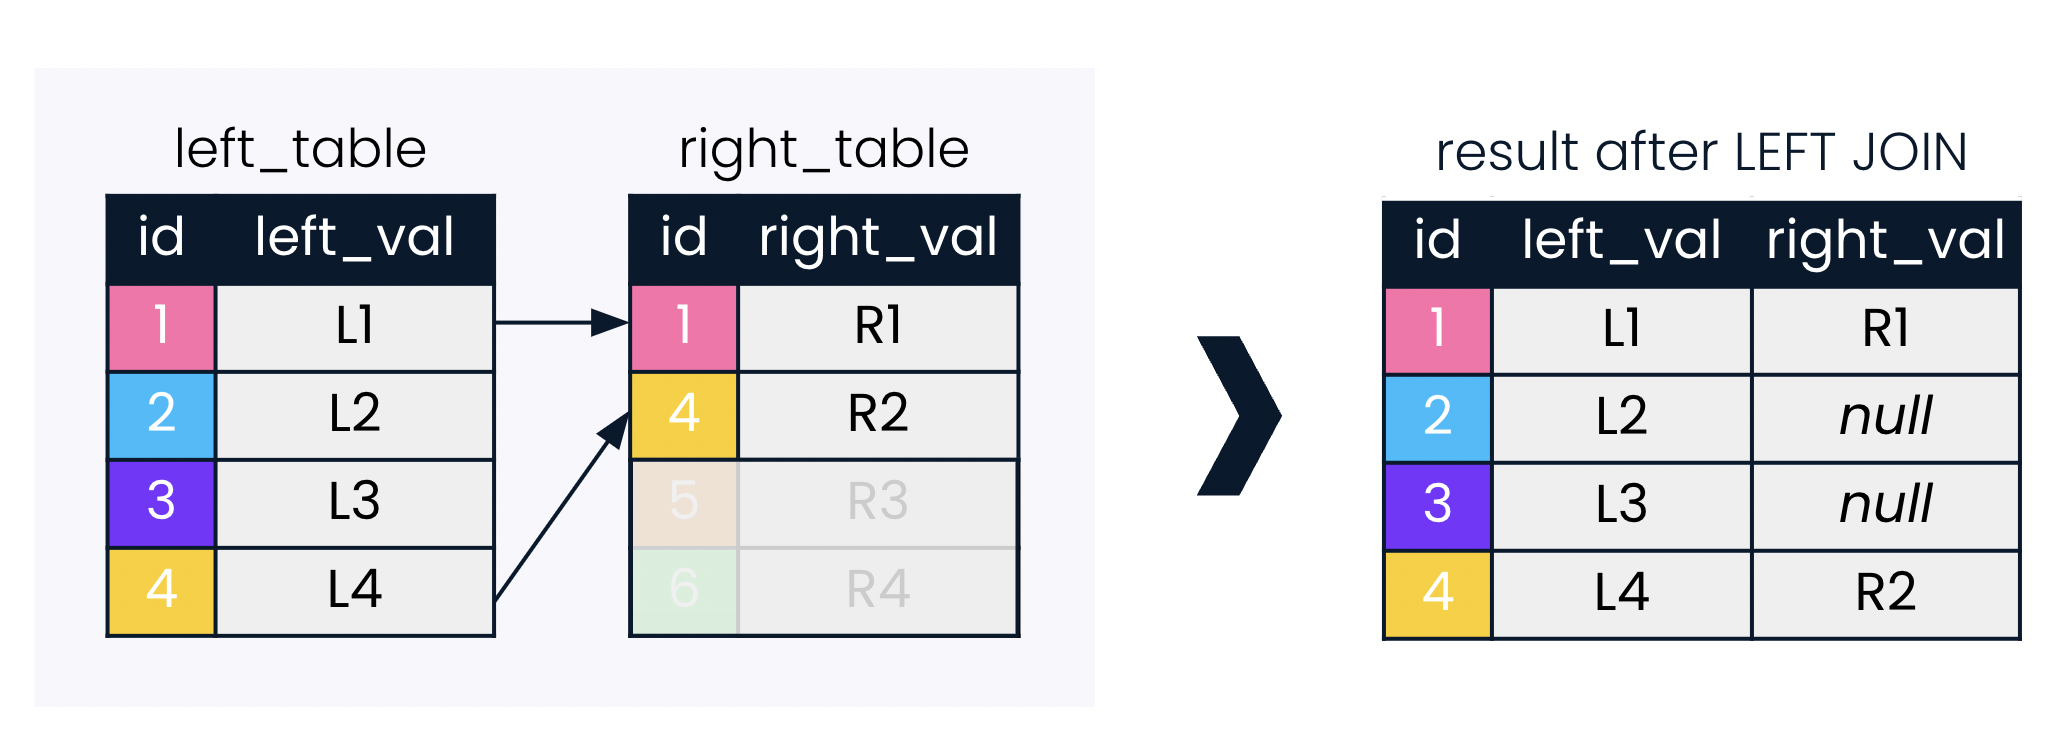 left_table
id left_val
1 L1
2 L2
3 L3
4 L4
right_table
id right_val
1 R1
4 R2
5 R3
6 R4
result after LEFT JOIN
id left_val right_val
1 L1 R1
2 L2 null
3 L3 null
4 L4 R2